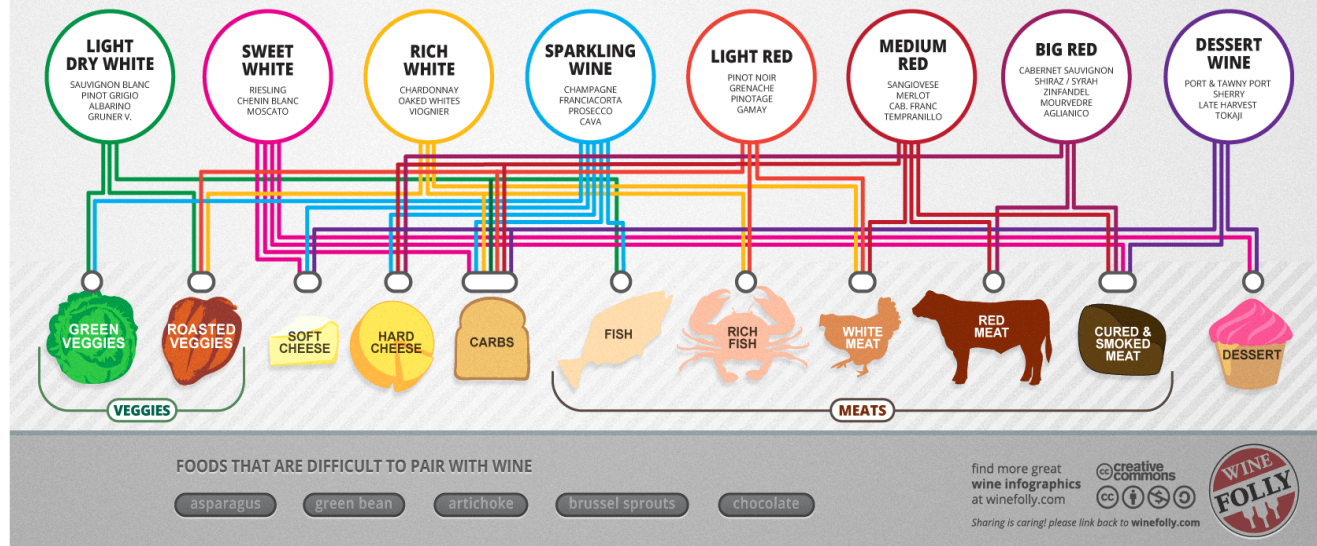 LIGHT
DRY WHITE
SAUVIGNON BLANC
PINOT GRIGIO
ALBARINO
GRUNER V.
SWEET
WHITE
RIESLING
CHENIN BLANC
MOSCATO
RICH
WHITE
CHARDONNAY
OAKED WHITES
VIOGNIER
SPARKLING
WINE
CHAMPAGNE
FRANCIACORTA
PROSECCO
CAVA
LIGHT RED
PINOT NOIR
GRENACHE
PINOTAGE
GAMAY
MEDIUM
RED
SANGIOVESE
MERLOT
CAB. FRANC
TEMPRANILLO
BIG RED
CABERNET SAUVIGNON
SHIRAZ / SYRAH
ZINFANDEL
MOURVEDRE
AGLIANICO
DESSERT
WINE
PORT & TAWNY PORT
SHERRY
LATE HARVEST
TOKAJI
GREEN
VEGGIES
ROASTED
VEGGIES
SOFT
CHEESE
HARD
CHEESE
CARBS
FISH
RICH
FISH
WHITE
MEAT
RED
MEAT
CURED &
SMOKED
MEAT
DESSERT
VEGGIES
MEATS
FOODS THAT ARE DIFFICULT TO PAIR WITH WINE
asparagus
green bean
artichoke
brussel sprouts
chocolate
find more great
wine infographics
at winefolly.com
cc creative
commons
cc
Sharing is caring! please link back to winefolly.com
WINE
FOLLY